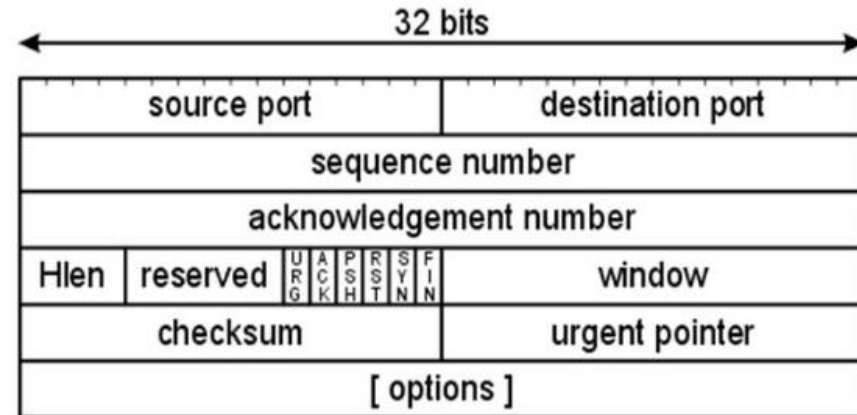 32 bits
source port destination port
sequence number
acknowledgement number
Hlen reserved URG ACK PSH RST SYN FIN window
checksum urgent pointer
[ options ]